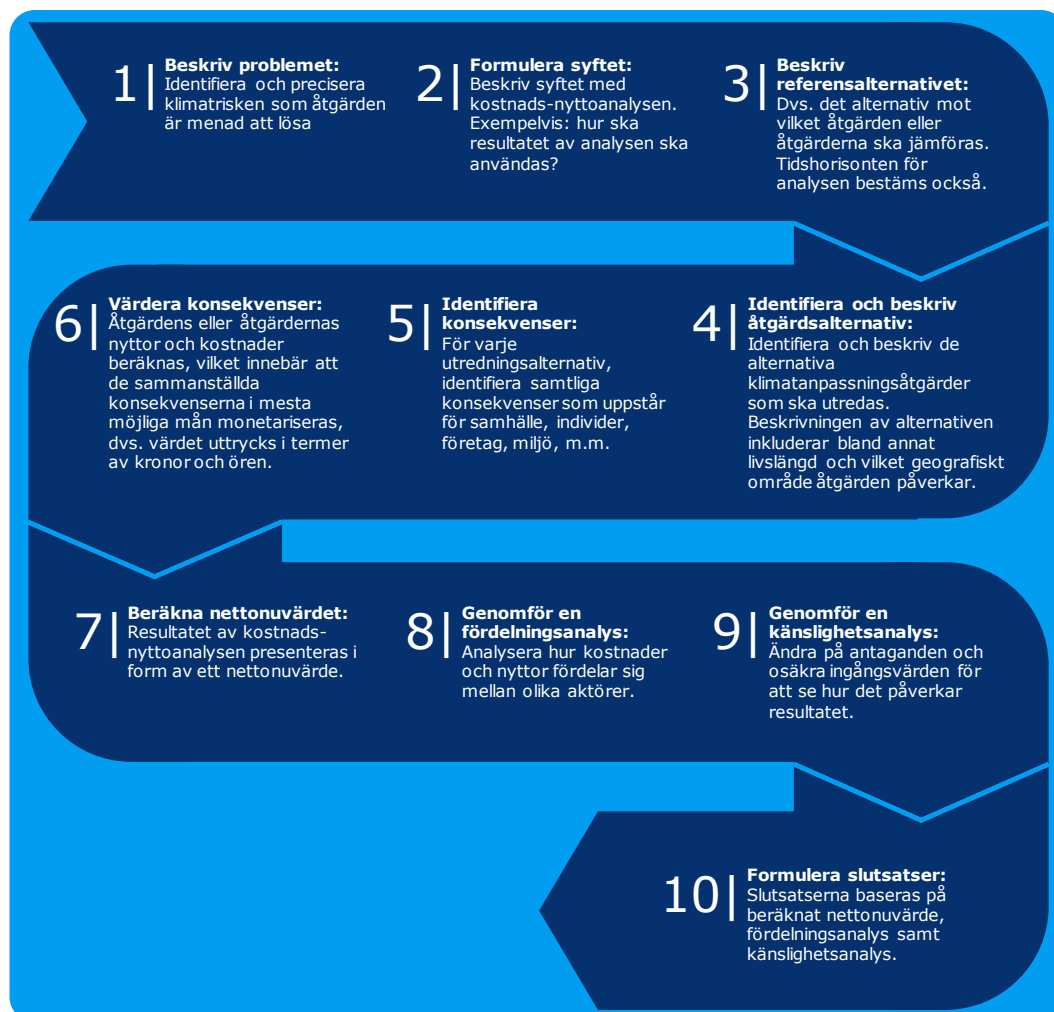 1
Beskriv problemet:
Identifiera och precisera
klimatrisken som åtgärden
är menad att lösa
2
Formulera syftet:
Beskriv syftet med
kostnads-nyttoanalysen.
Exempelvis: hur ska
resultatet av analysen ska
användas?
3
Beskriv
referensalternativet:
Dvs. det alternativ mot
vilket åtgärden eller
åtgärderna ska jämföras.
Tidshorisonten för
analysen bestäms också.
4
Identifiera och beskriv
åtgärdsalternativ:
Identifiera och beskriv de
alternativa
klimatanpassningsåtgärder
som ska utredas.
Beskrivningen av alternativen
inkluderar bland annat
livslängd och vilket geografiskt
område åtgärden påverkar.
5
Identifiera
konsekvenser:
För varje
utredningsalternativ,
identifiera samtliga
konsekvenser som uppstår
för samhälle, individer,
företag, miljö, m.m.
6
Värdera konsekvenser:
Åtgärdens eller åtgärdernas
nyttor och kostnader
beräknas, vilket innebär att
de sammanställda
konsekvenserna i mesta
möjliga mån monetariseras,
dvs. värdet uttrycks i termer
av kronor och ören.
7
Beräkna nettonuvärdet:
Resultatet av kostnads-
nyttoanalysen presenteras i
form av ett nettonuvärde.
8
Genomför en
fördelningsanalys:
Analysera hur kostnader
och nyttor fördelar sig
mellan olika aktörer.
9
Genomför en
känslighetsanalys:
Ändra på antaganden och
osäkra ingångsvärden för
att se hur det påverkar
resultatet.
10
Formulera slutsatser:
Slutsatserna baseras på
beräknat nettonuvärde,
fördelningsanalys samt
känslighetsanalys.